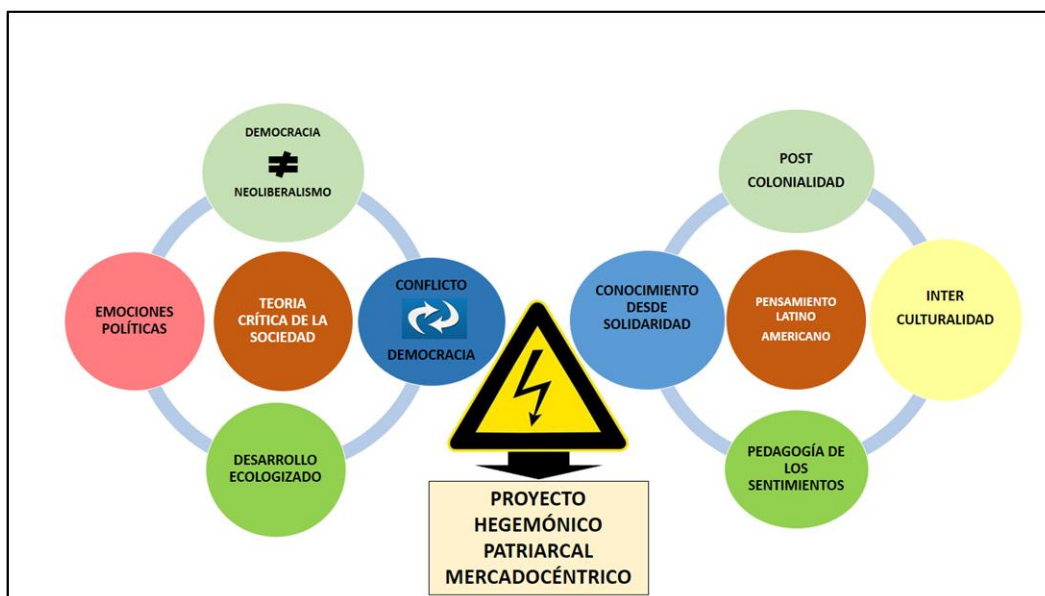 DEMOCRACIA
≠
NEOLIBERALISMO
EMOCIONES
POLÍTICAS
TEORIA
CRÍTICA DE LA
SOCIEDAD
CONFLICTO
DEMOCRACIA
DESARROLLO
ECOLOGIZADO
POST
COLONIALIDAD
CONOCIMIENTO
DESDE
SOLIDARIDAD
PENSAMIENTO
LATINO
AMERICANO
INTER
CULTURALIDAD
PEDAGOGÍA DE
LOS
SENTIMIENTOS
PROYECTO
HEGEMÓNICO
PATRIARCAL
MERCADOCÉNTRICO